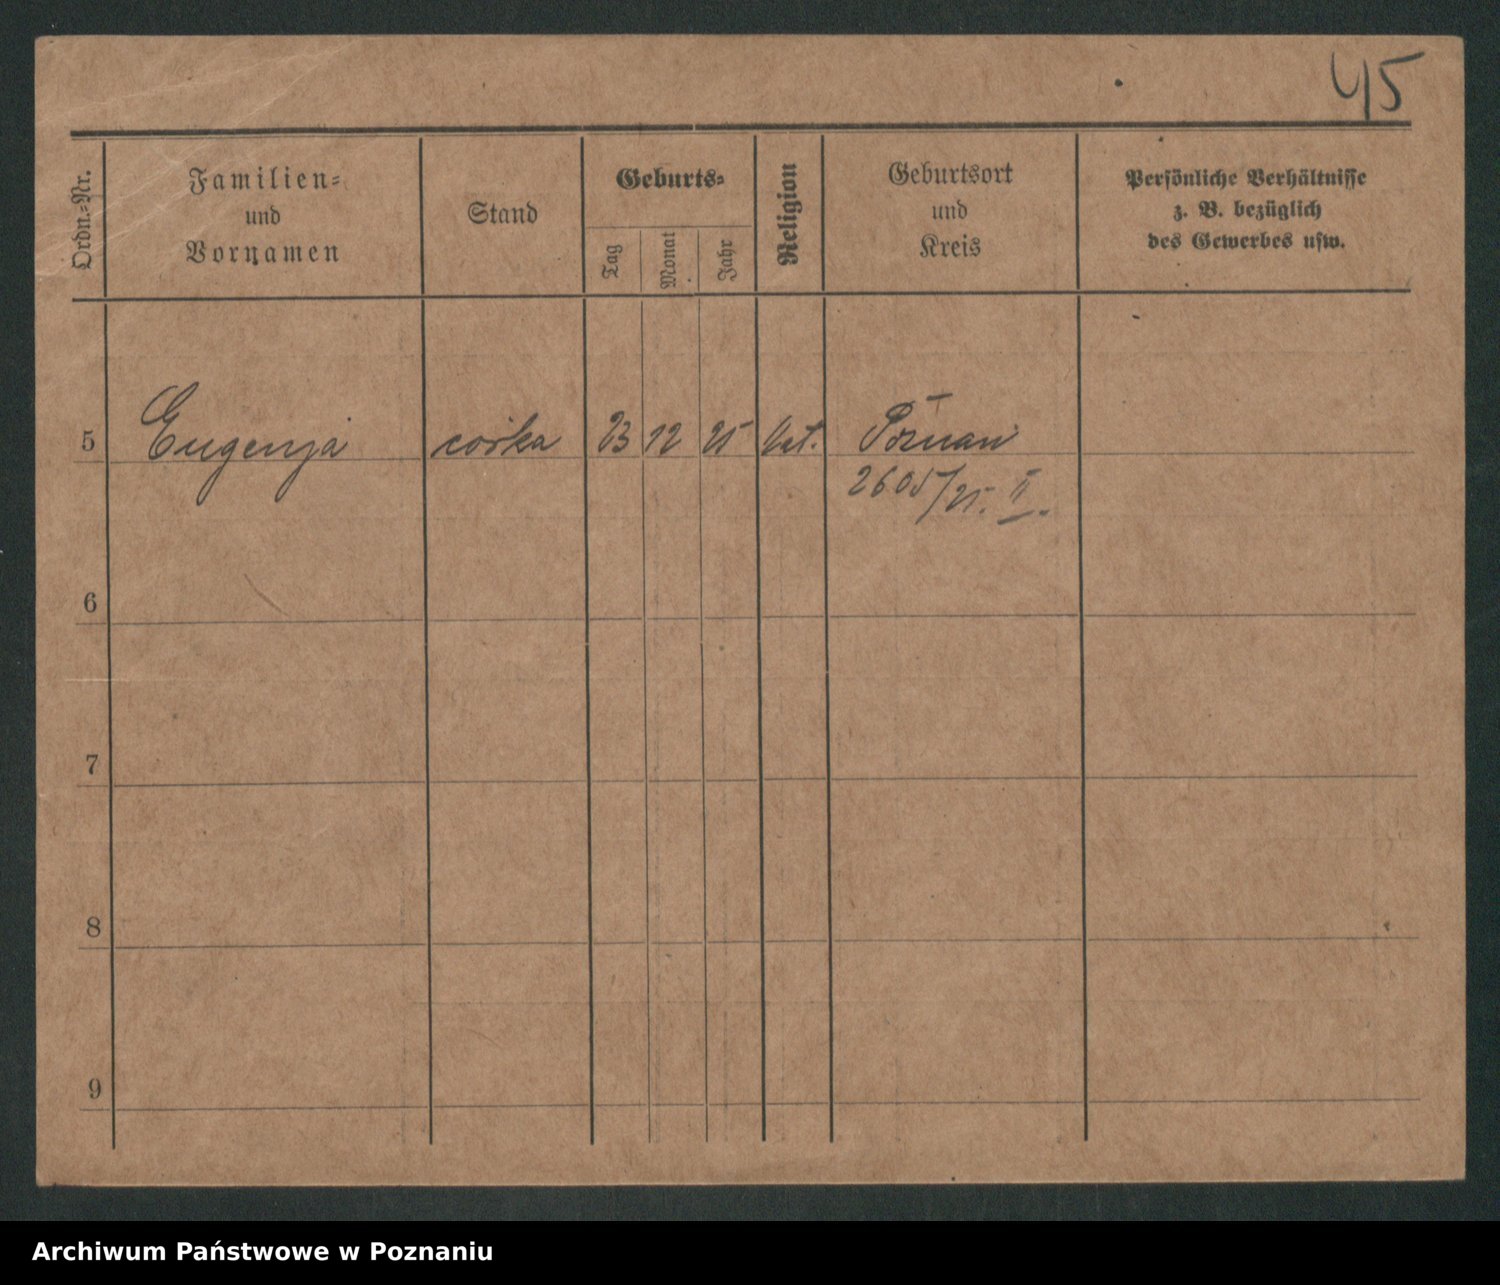 45
Ordn.-Nr.
Familien-
und
Vornamen
Stand
Geburts-
Tag
Monat
Jahr
Religion
Geburtsort
und
Kreis
Persönliche Verhältnisse
z. B. bezüglich
des Gewerbes usw.
5 Eugenja córka 23 12 25 kat. Poznań
2605/25. II.
6
7
8
9
Archiwum Państwowe w Poznaniu